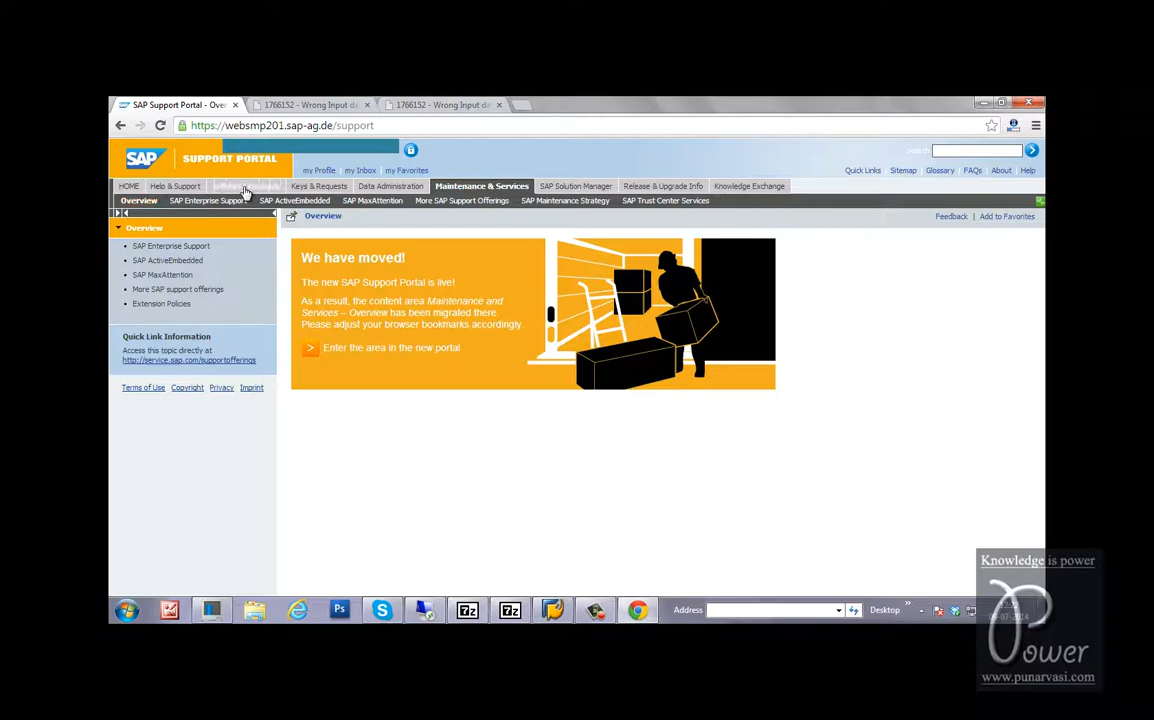 SAP Support Portal - Over
1766152 - Wrong Input da
1766152 - Wrong Input da
https://websmp201.sap-ag.de/support
SAP
SUPPORT PORTAL
my Profile my Inbox my Favorites
Search
Quick Links Sitemap Glossary FAQs About Help
HOME Help & Support Keys & Requests Data Administration Maintenance & Services SAP Solution Manager Release & Upgrade Info Knowledge Exchange
Overview SAP Enterprise Support SAP ActiveEmbedded SAP MaxAttention More SAP Support Offerings SAP Maintenance Strategy SAP Trust Center Services
Overview
Feedback | Add to Favorites
Overview
SAP Enterprise Support
SAP ActiveEmbedded
SAP MaxAttention
More SAP support offerings
Extension Policies
Quick Link Information
Access this topic directly at
http://service.sap.com/supportofferings
Terms of Use Copyright Privacy Imprint
We have moved!
The new SAP Support Portal is live!
As a result, the content area Maintenance and
Services – Overview has been migrated there.
Please adjust your browser bookmarks accordingly.
Enter the area in the new portal
Ps
7z
7z
Address
Desktop
Knowledge is power
Power
www.punarvasi.com